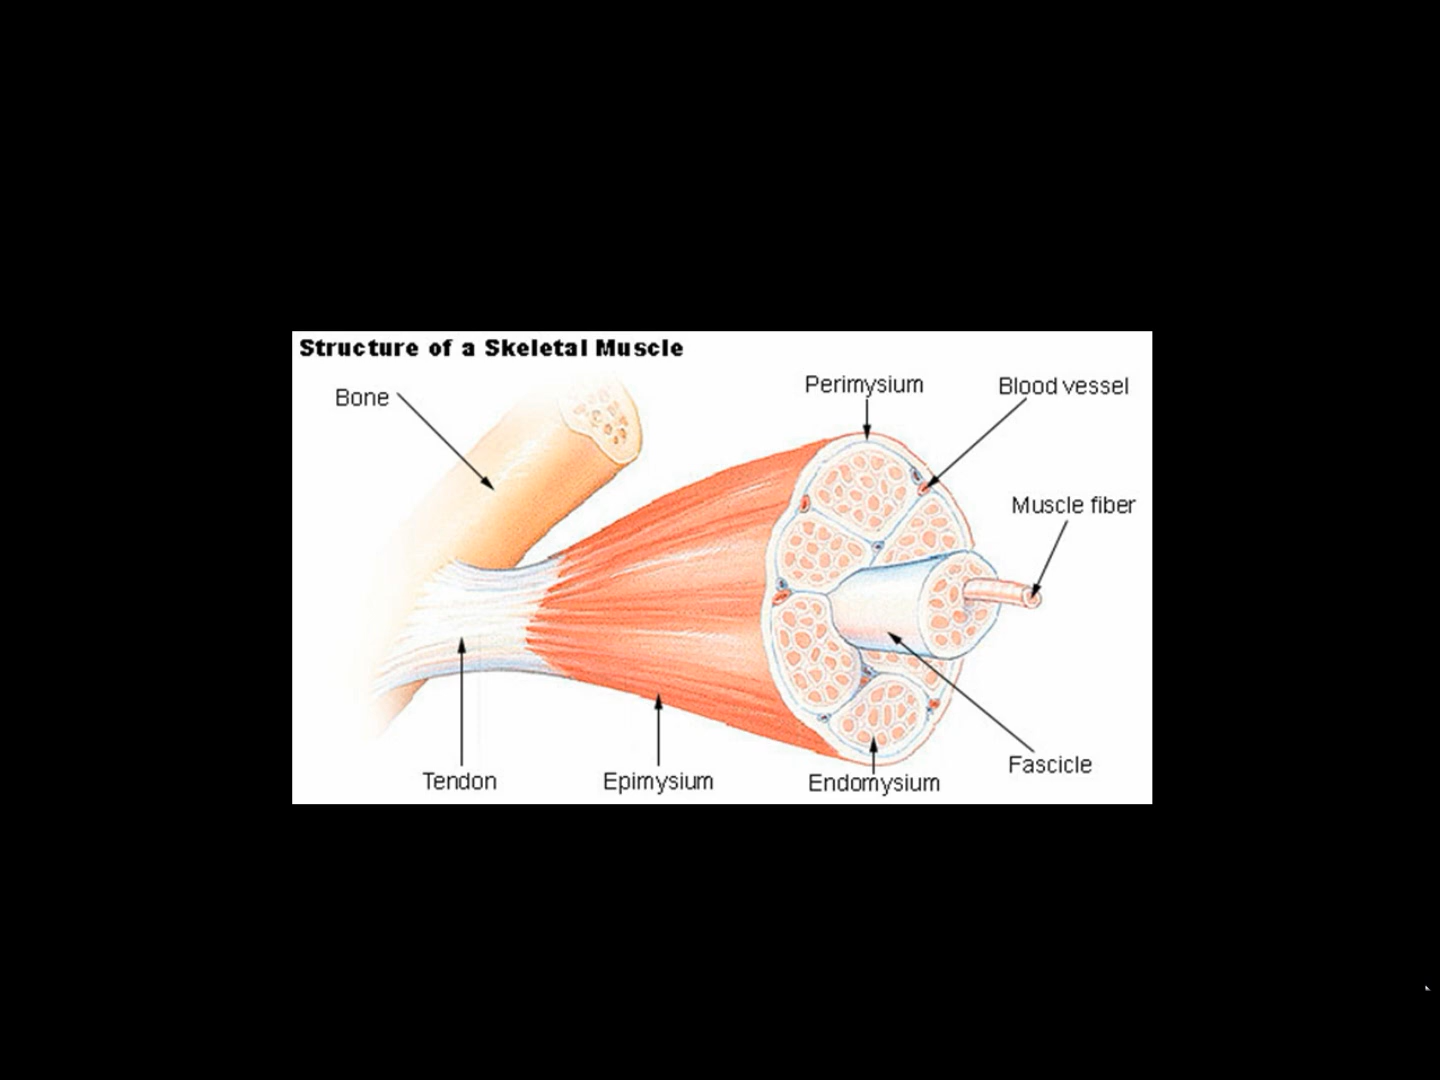 Structure of a Skeletal Muscle
Bone
Perimysium
Blood vessel
Muscle fiber
Tendon
Epimysium
Endomysium
Fascicle